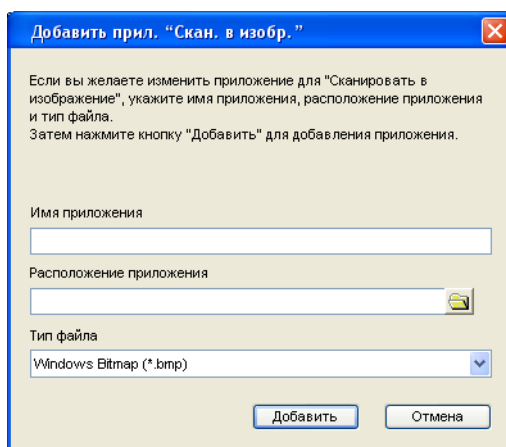 Добавить прил. “Скан. в изобр.”
Если вы желаете изменить приложение для "Сканировать в
изображение", укажите имя приложения, расположение приложения
и тип файла.
Затем нажмите кнопку "Добавить" для добавления приложения.
Имя приложения
Расположение приложения
Тип файла
Windows Bitmap (*.bmp)
Добавить Отмена